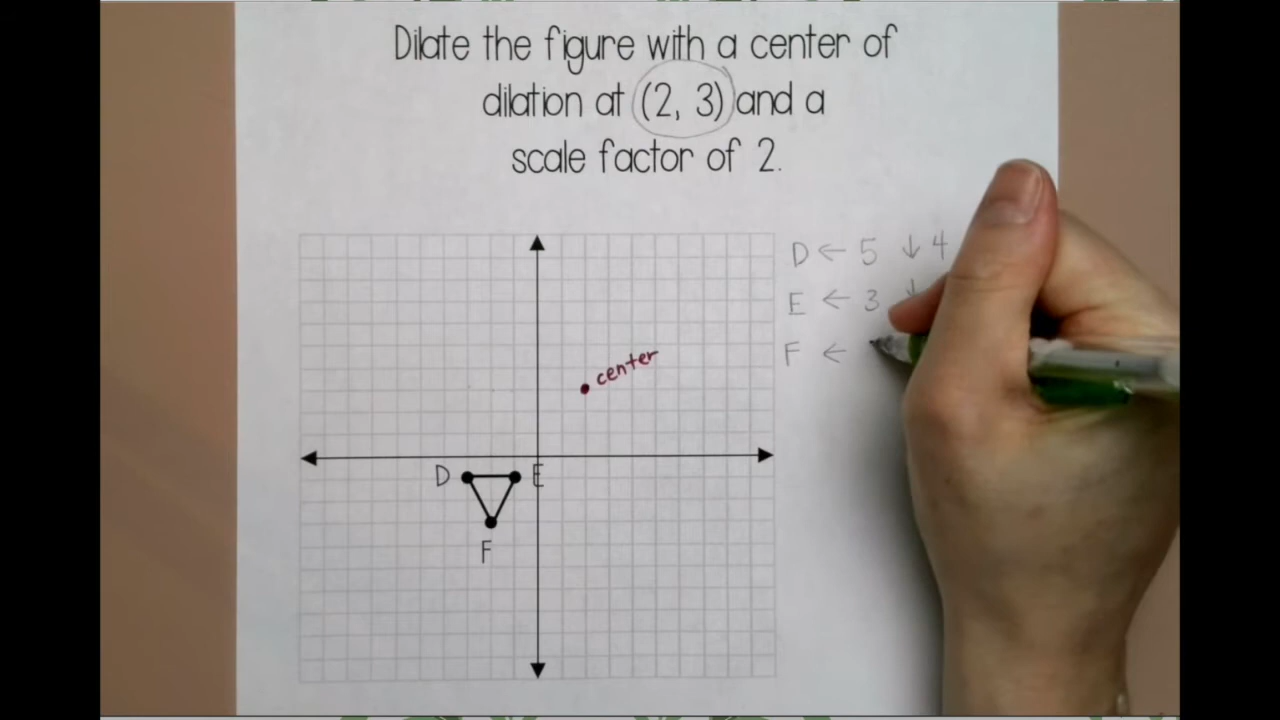 Dilate the figure with a center of
dilation at (2, 3) and a
scale factor of 2.
D ← 5 ↓ 4
E ← 3 ↓
F ←
center
D
E
F